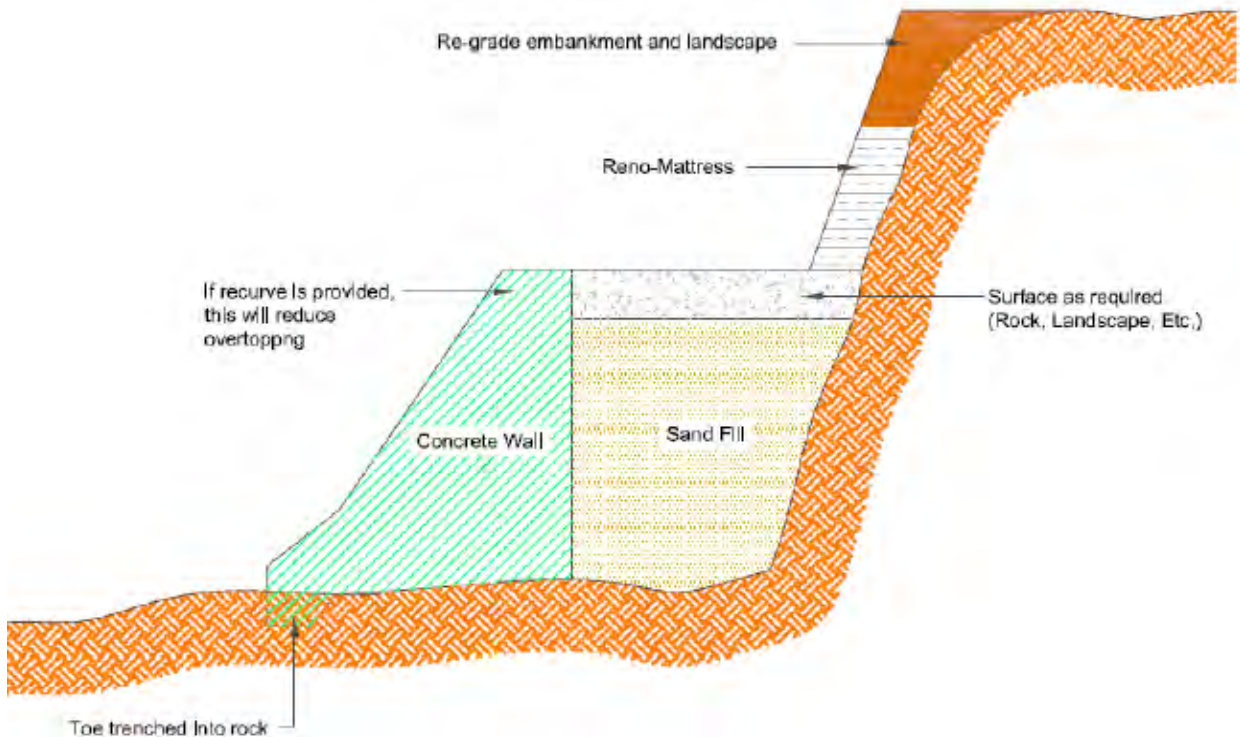 Re-grade embankment and landscape
Reno-Mattress
If recurve is provided,
this will reduce
overtoppng
Surface as required
(Rock, Landscape, Etc,)
Concrete Wall
Sand Fill
Toe trenched Into rock